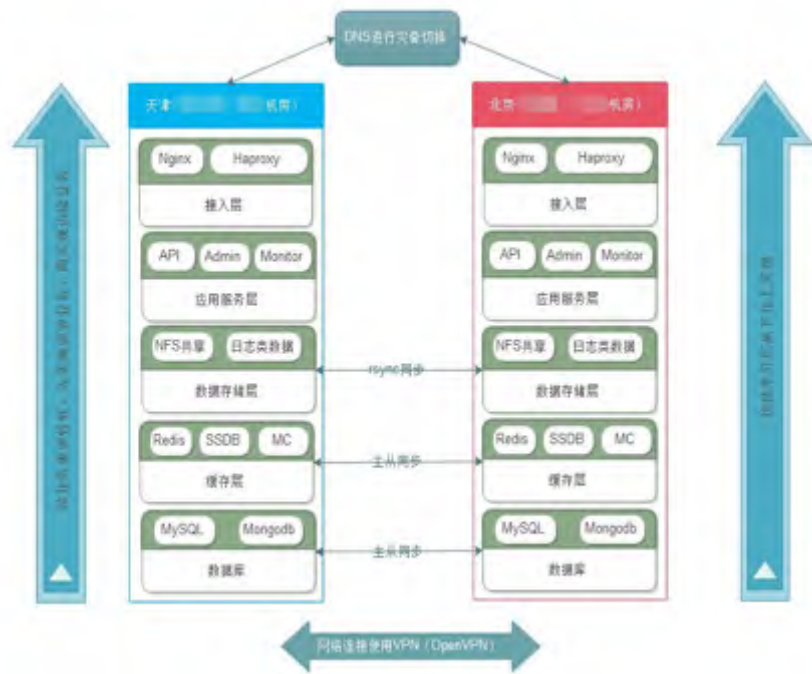 DNS进行灾备切换
天津 机房）
北京 机房）
Nginx Haproxy
接入层
API Admin Monitor
应用服务层
NFS共享 日志类数据
数据存储层
Redis SSDB MC
缓存层
MySQL Mongodb
数据库
Nginx Haproxy
接入层
API Admin Monitor
应用服务层
NFS共享 日志类数据
数据存储层
Redis SSDB MC
缓存层
MySQL Mongodb
数据库
rsync同步
主从同步
主从同步
网络连接使用VPN（OpenVPN）